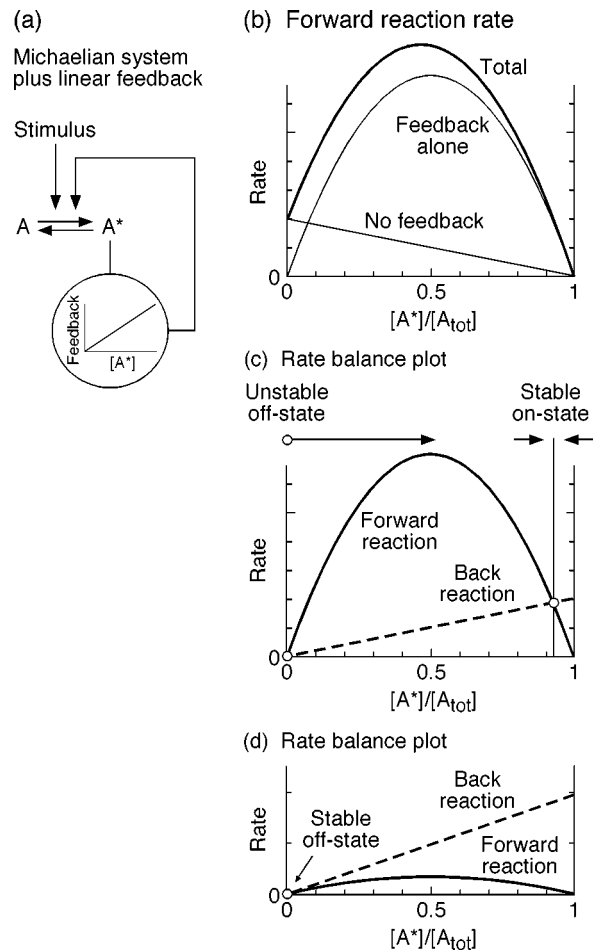 (a)
Michaelian system
plus linear feedback
Stimulus
A
A*
Feedback
[A*]
(b) Forward reaction rate
Total
Feedback
alone
No feedback
Rate
0
0
0.5
1
[A*]/[Atot]
(c) Rate balance plot
Unstable
off-state
Stable
on-state
Forward
reaction
Back
reaction
Rate
0
0
0.5
1
[A*]/[Atot]
(d) Rate balance plot
Back
reaction
Stable
off-state
Forward
reaction
Rate
0
0
0.5
1
[A*]/[Atot]